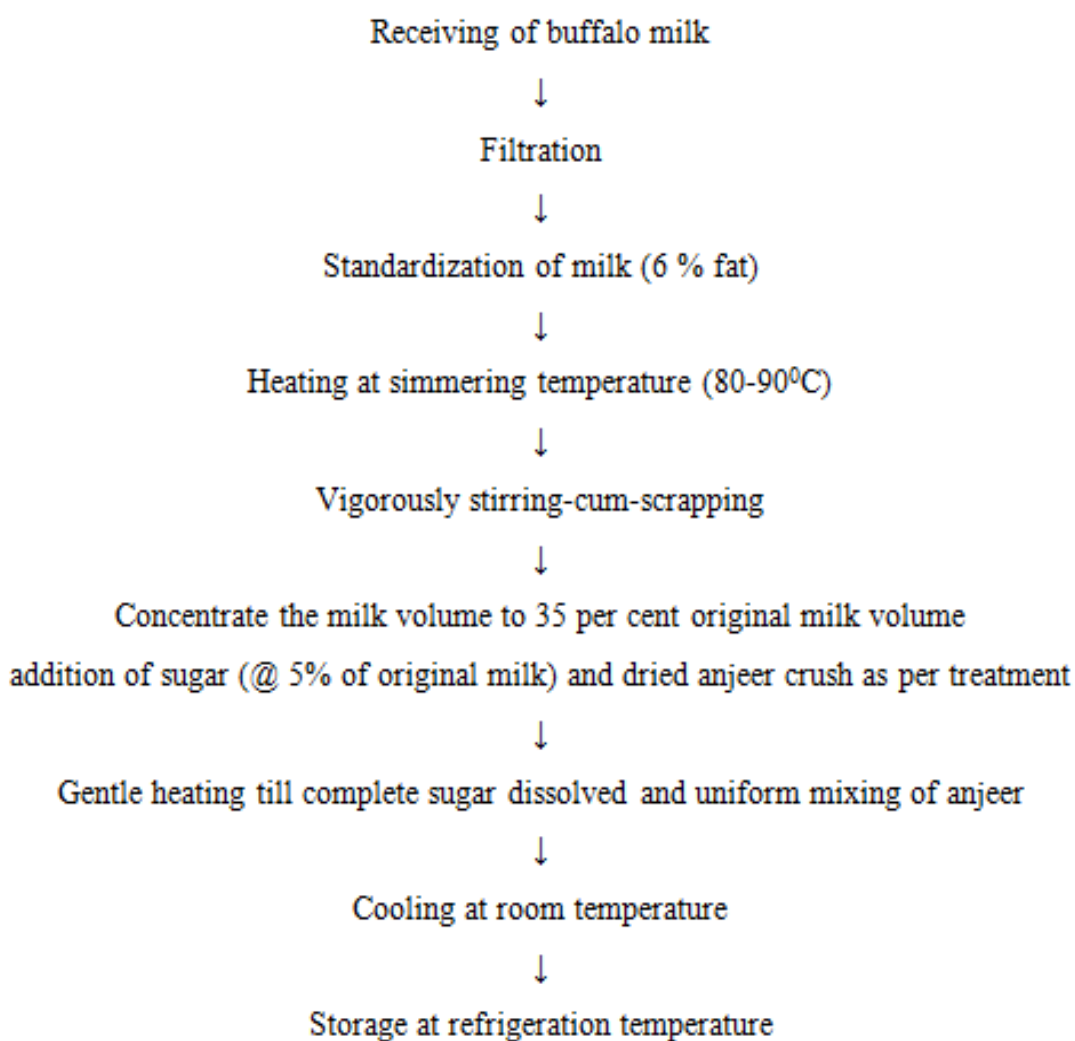 Receiving of buffalo milk
↓
Filtration
↓
Standardization of milk (6 % fat)
↓
Heating at simmering temperature (80-90⁰C)
↓
Vigorously stirring-cum-scrapping
↓
Concentrate the milk volume to 35 per cent original milk volume
addition of sugar (@ 5% of original milk) and dried anjeer crush as per treatment
↓
Gentle heating till complete sugar dissolved and uniform mixing of anjeer
↓
Cooling at room temperature
↓
Storage at refrigeration temperature